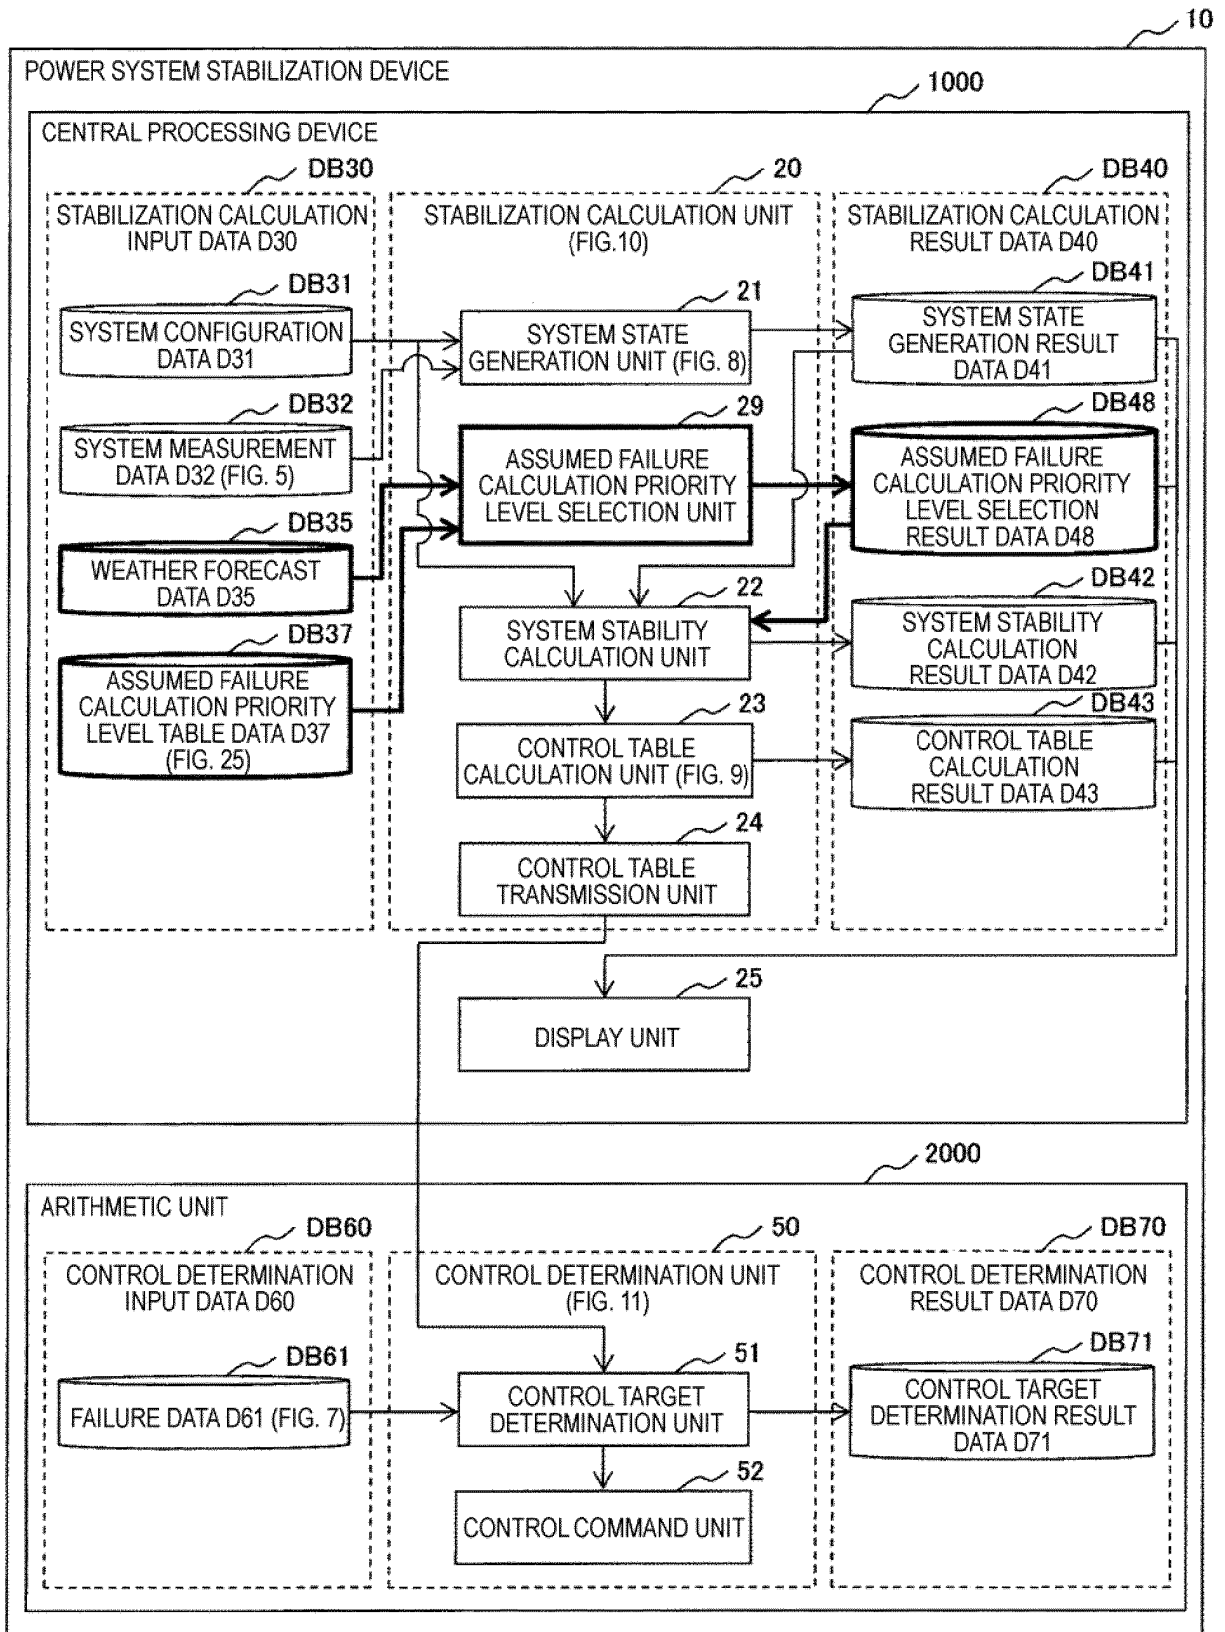 10
POWER SYSTEM STABILIZATION DEVICE
1000
CENTRAL PROCESSING DEVICE
DB30
STABILIZATION CALCULATION
INPUT DATA D30
DB31
SYSTEM CONFIGURATION
DATA D31
DB32
SYSTEM MEASUREMENT
DATA D32 (FIG. 5)
DB35
WEATHER FORECAST
DATA D35
DB37
ASSUMED FAILURE
CALCULATION PRIORITY
LEVEL TABLE DATA D37
(FIG. 25)
20
STABILIZATION CALCULATION UNIT
(FIG.10)
21
SYSTEM STATE
GENERATION UNIT (FIG. 8)
29
ASSUMED FAILURE
CALCULATION PRIORITY
LEVEL SELECTION UNIT
22
SYSTEM STABILITY
CALCULATION UNIT
23
CONTROL TABLE
CALCULATION UNIT (FIG. 9)
24
CONTROL TABLE
TRANSMISSION UNIT
25
DISPLAY UNIT
DB40
STABILIZATION CALCULATION
RESULT DATA D40
DB41
SYSTEM STATE
GENERATION RESULT
DATA D41
DB48
ASSUMED FAILURE
CALCULATION PRIORITY
LEVEL SELECTION
RESULT DATA D48
DB42
SYSTEM STABILITY
CALCULATION
RESULT DATA D42
DB43
CONTROL TABLE
CALCULATION
RESULT DATA D43
2000
ARITHMETIC UNIT
DB60
CONTROL DETERMINATION
INPUT DATA D60
DB61
FAILURE DATA D61 (FIG. 7)
50
CONTROL DETERMINATION UNIT
(FIG. 11)
51
CONTROL TARGET
DETERMINATION UNIT
52
CONTROL COMMAND UNIT
DB70
CONTROL DETERMINATION
RESULT DATA D70
DB71
CONTROL TARGET
DETERMINATION RESULT
DATA D71